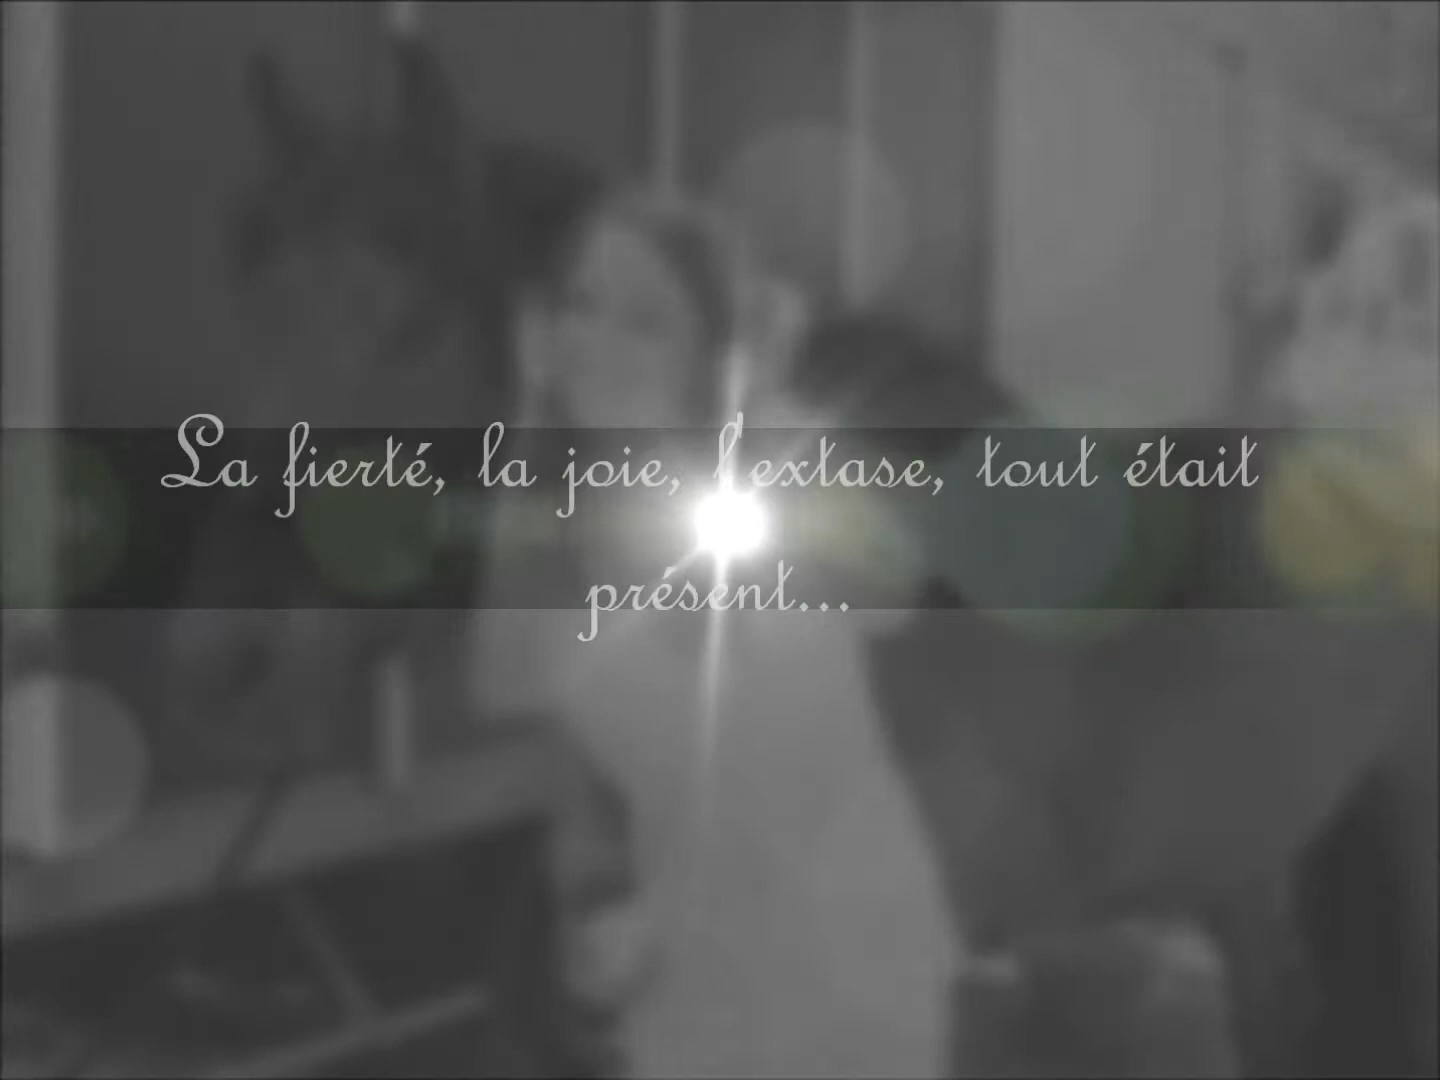 La fierté, la joie, l'extase, tout était
présent...